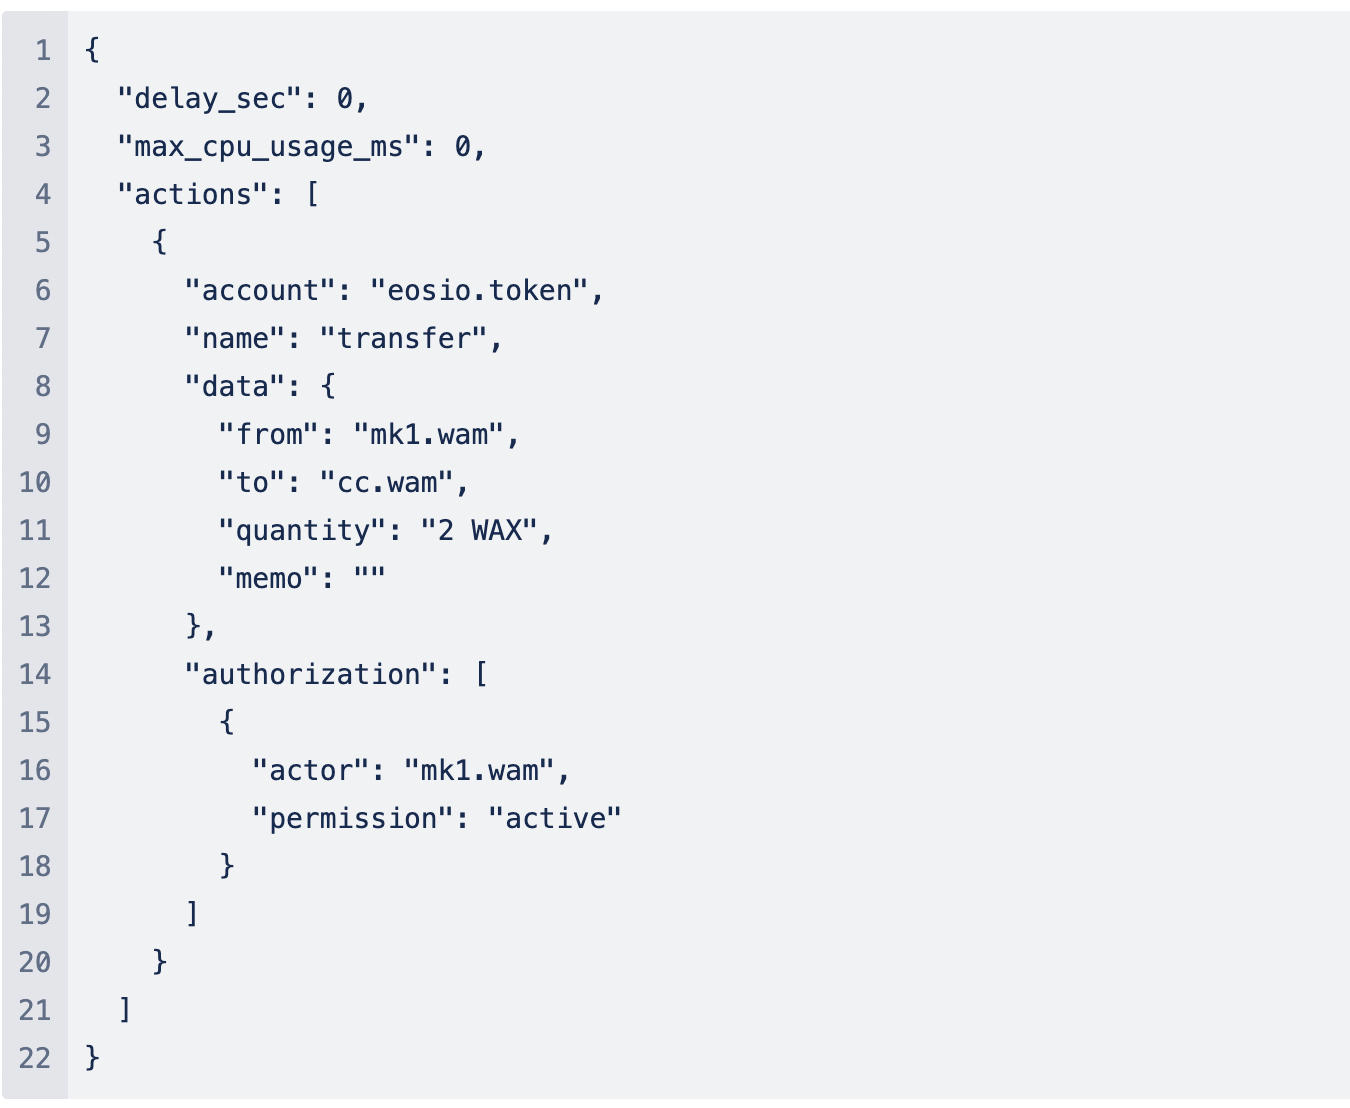 1 {
2   "delay_sec": 0,
3   "max_cpu_usage_ms": 0,
4   "actions": [
5     {
6       "account": "eosio.token",
7       "name": "transfer",
8       "data": {
9         "from": "mk1.wam",
10         "to": "cc.wam",
11         "quantity": "2 WAX",
12         "memo": ""
13       },
14       "authorization": [
15         {
16           "actor": "mk1.wam",
17           "permission": "active"
18         }
19       ]
20     }
21   ]
22 }